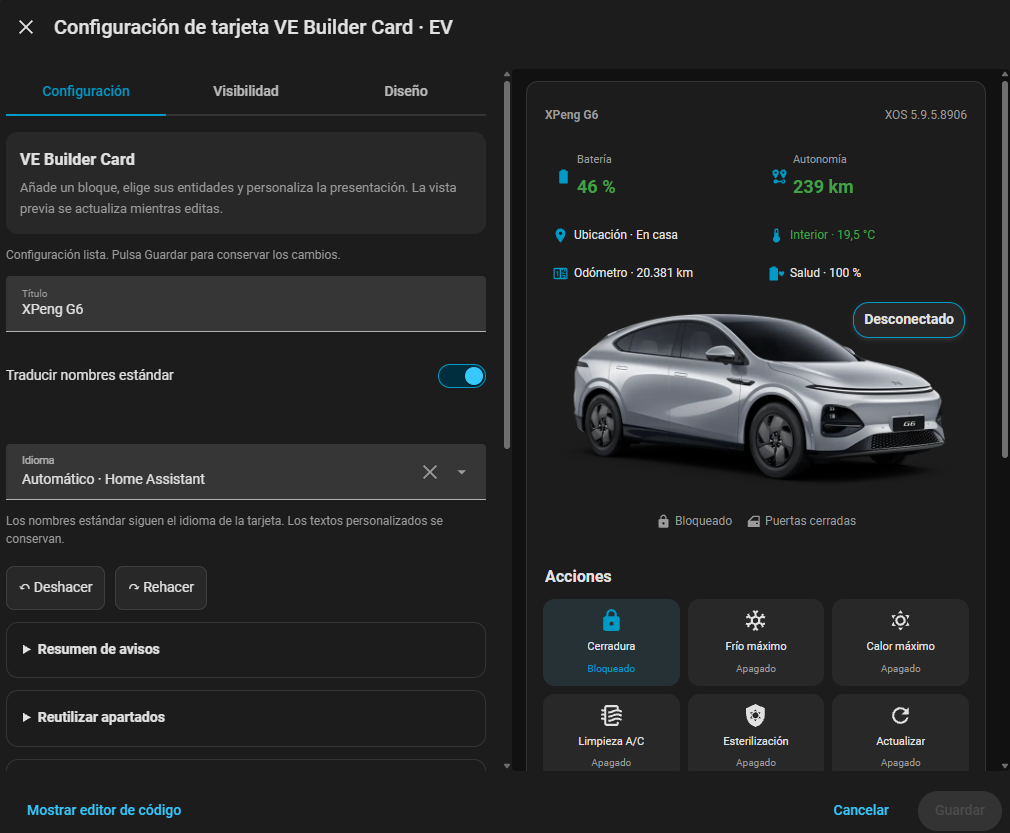 Configuración de tarjeta VE Builder Card · EV
Configuración
Visibilidad
Diseño
VE Builder Card
Añade un bloque, elige sus entidades y personaliza la presentación. La vista
previa se actualiza mientras editas.
Configuración lista. Pulsa Guardar para conservar los cambios.
Título
XPeng G6
Traducir nombres estándar
Idioma
Automático · Home Assistant
Los nombres estándar siguen el idioma de la tarjeta. Los textos personalizados se
conservan.
Deshacer
Rehacer
Resumen de avisos
Reutilizar apartados
XPeng G6
XOS 5.9.5.8906
Batería
46 %
Autonomía
239 km
Ubicación · En casa
Interior · 19,5 °C
Odómetro · 20.381 km
Salud · 100 %
Desconectado
G6
Bloqueado
Puertas cerradas
Acciones
Cerradura
Bloqueado
Frío máximo
Apagado
Calor máximo
Apagado
Limpieza A/C
Apagado
Esterilización
Apagado
Actualizar
Apagado
Mostrar editor de código
Cancelar
Guardar